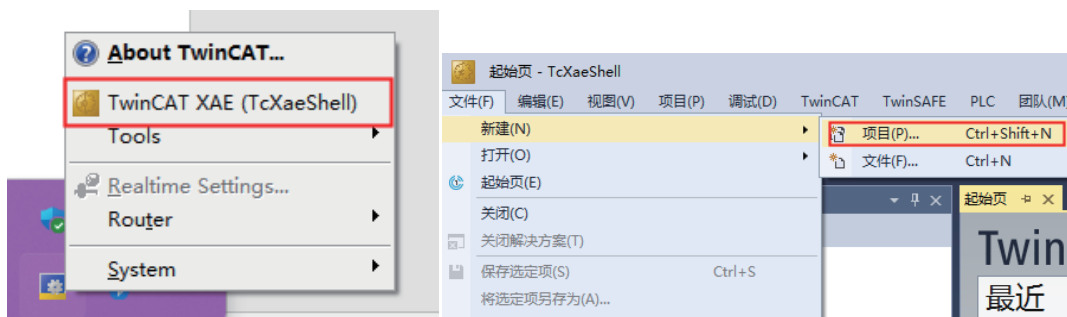 About TwinCAT...
TwinCAT XAE (TcXaeShell)
Tools
Realtime Settings...
Router
System
起始页 - TcXaeShell
文件(F) 编辑(E) 视图(V) 项目(P) 调试(D) TwinCAT TwinSAFE PLC 团队(M
新建(N)
项目(P)... Ctrl+Shift+N
打开(O)
文件(F)... Ctrl+N
起始页(E)
起始页
关闭(C)
关闭解决方案(T)
Twin
保存选定项(S) Ctrl+S
将选定项另存为(A)...
最近